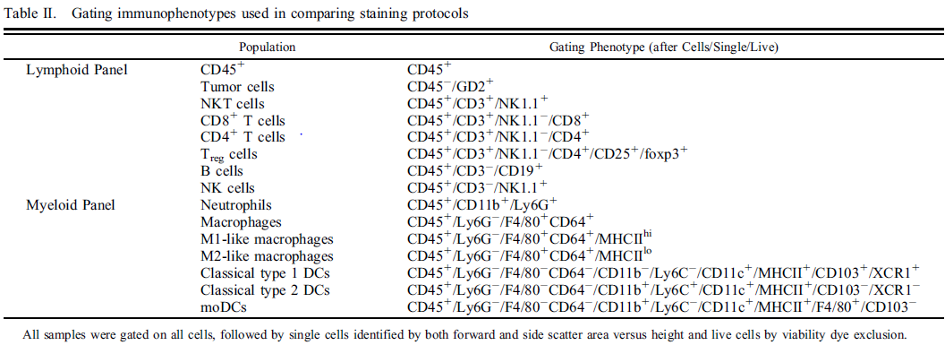 Table II. Gating immunophenotypes used in comparing staining protocols
Population Gating Phenotype (after Cells/Single/Live)
Lymphoid Panel CD45⁺ CD45⁺
Tumor cells CD45⁻/GD2⁺
NKT cells CD45⁺/CD3⁺/NK1.1⁺
CD8⁺ T cells CD45⁺/CD3⁺/NK1.1⁻/CD8⁺
CD4⁺ T cells CD45⁺/CD3⁺/NK1.1⁻/CD4⁺
Treg cells CD45⁺/CD3⁺/NK1.1⁻/CD4⁺/CD25⁺/foxp3⁺
B cells CD45⁺/CD3⁻/CD19⁺
NK cells CD45⁺/CD3⁻/NK1.1⁺
Myeloid Panel Neutrophils CD45⁺/CD11b⁺/Ly6G⁺
Macrophages CD45⁺/Ly6G⁻/F4/80⁺CD64⁺
M1-like macrophages CD45⁺/Ly6G⁻/F4/80⁺CD64⁺/MHCIIʰⁱ
M2-like macrophages CD45⁺/Ly6G⁻/F4/80⁺CD64⁺/MHCIIˡᵒ
Classical type 1 DCs CD45⁺/Ly6G⁻/F4/80⁻CD64⁻/CD11b⁻/Ly6C⁻/CD11c⁺/MHCII⁺/CD103⁺/XCR1⁺
Classical type 2 DCs CD45⁺/Ly6G⁻/F4/80⁻CD64⁻/CD11b⁺/Ly6C⁺/CD11c⁺/MHCII⁺/CD103⁻/XCR1⁻
moDCs CD45⁺/Ly6G⁻/F4/80⁻CD64⁻/CD11b⁺/Ly6C⁻/CD11c⁺/MHCII⁺/F4/80⁺/CD103⁻
All samples were gated on all cells, followed by single cells identified by both forward and side scatter area versus height and live cells by viability dye exclusion.